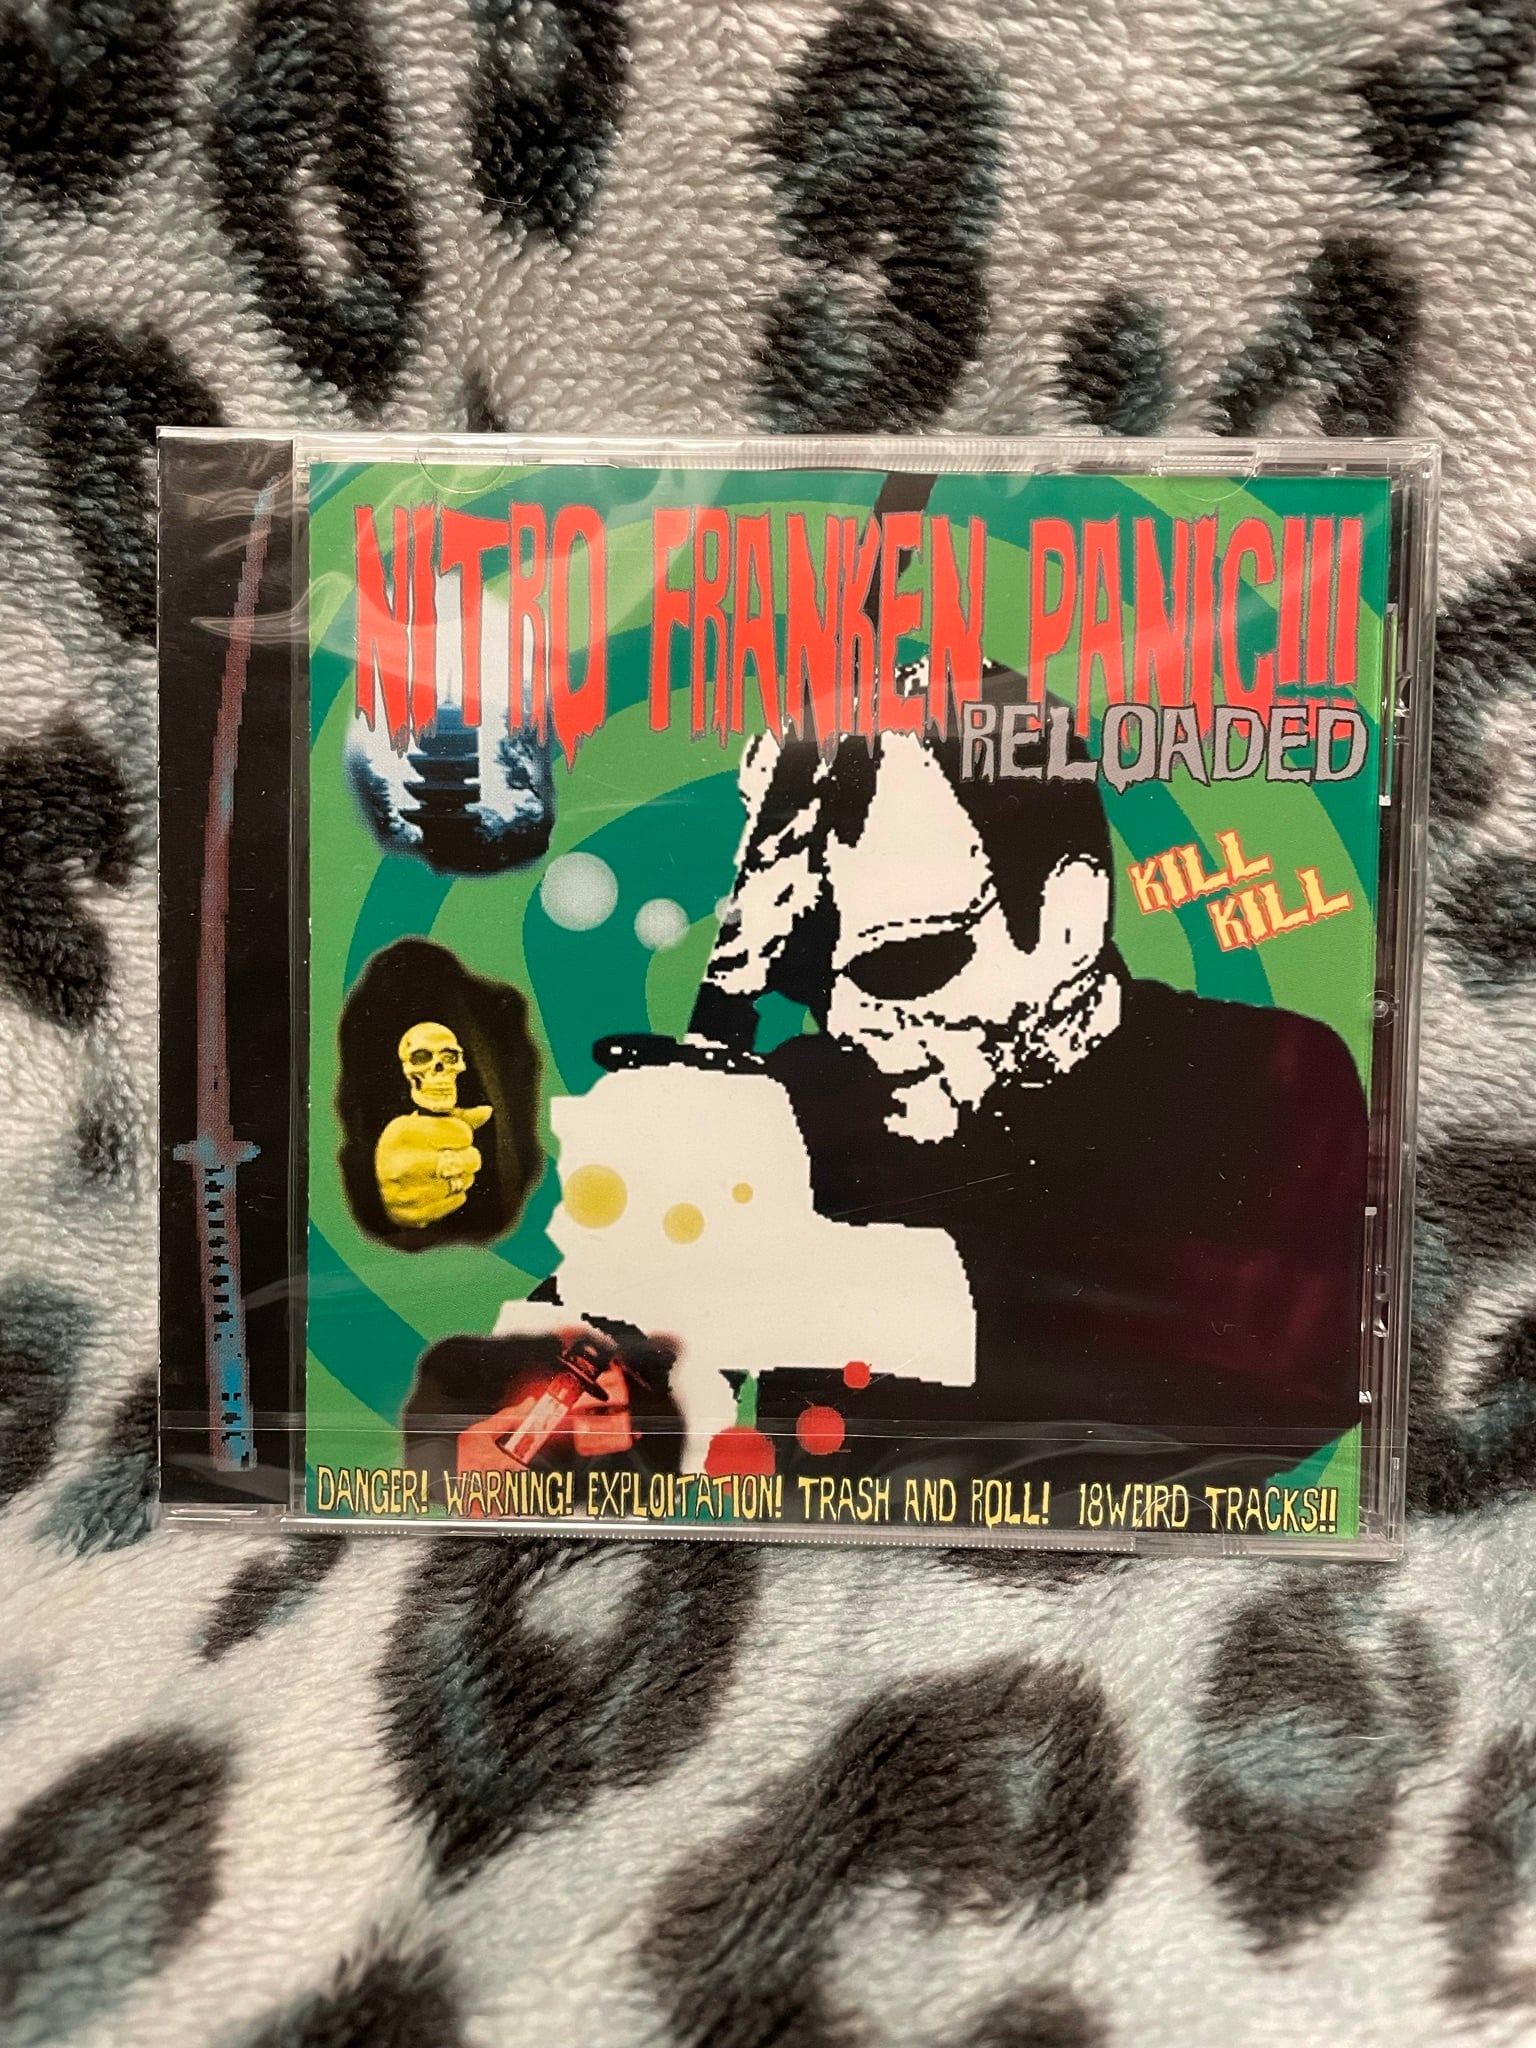 NITRO FRANKEN PANIC!!!
RELOADED
KILL
KILL
DANGER! WARNING! EXPLOITATION! TRASH AND ROLL! 18WEIRD TRACKS!!